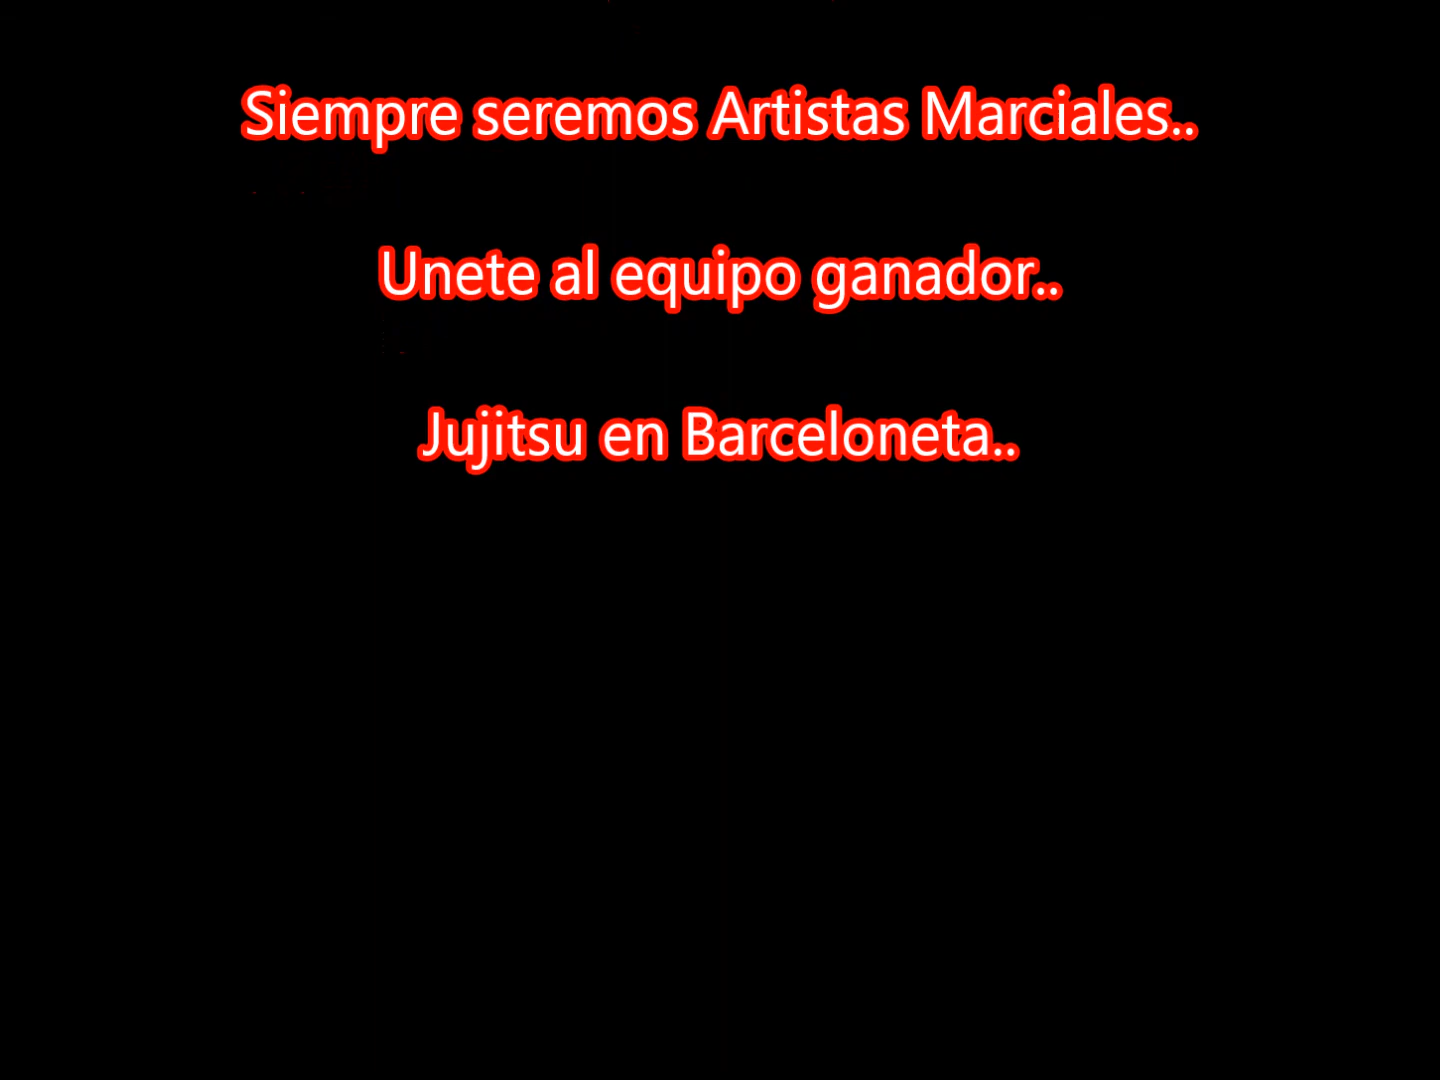 Siempre seremos Artistas Marciales..
Unete al equipo ganador..
Jujitsu en Barceloneta..